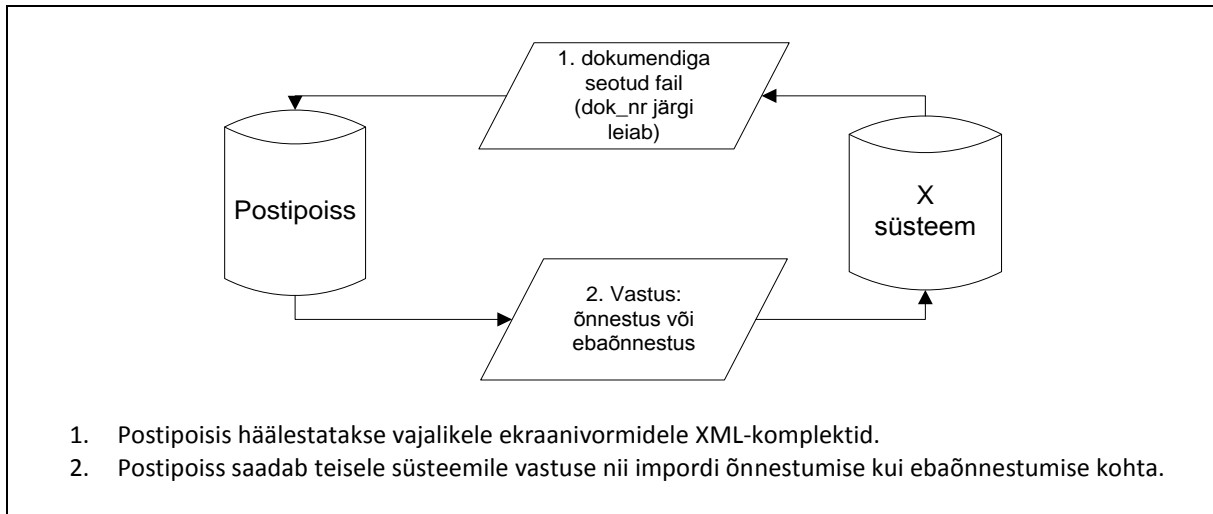 1. dokumendiga
seotud fail
(dok_nr järgi
leiab)
Postipoiss
X
süsteem
2. Vastus:
õnnestus või
ebaõnnestus
1. Postipoisis häälestatakse vajalikele ekraanivormidele XML-komplektid.
2. Postipoiss saadab teisele süsteemile vastuse nii impordi õnnestumise kui ebaõnnestumise kohta.